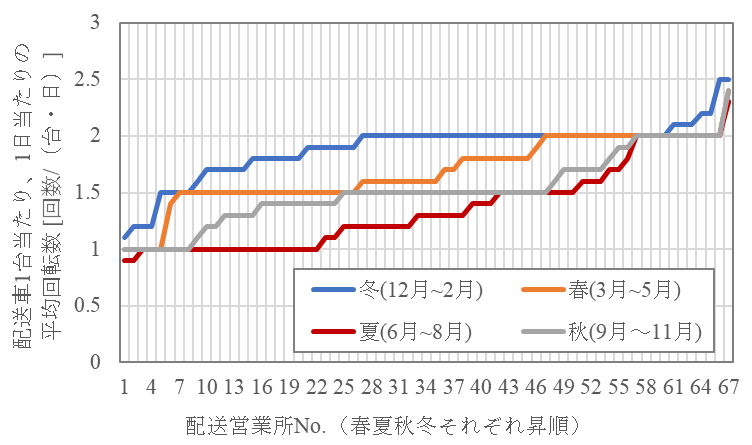 配送車1台当たり、1日当たりの
平均回転数 [回数/（台・日）]
3
2.5
2
1.5
1
0.5
0
冬(12月~2月)
春(3月~5月)
夏(6月~8月)
秋(9月～11月)
1 4 7 10 13 16 19 22 25 28 31 34 37 40 43 46 49 52 55 58 61 64 67
配送営業所No.（春夏秋冬それぞれ昇順）